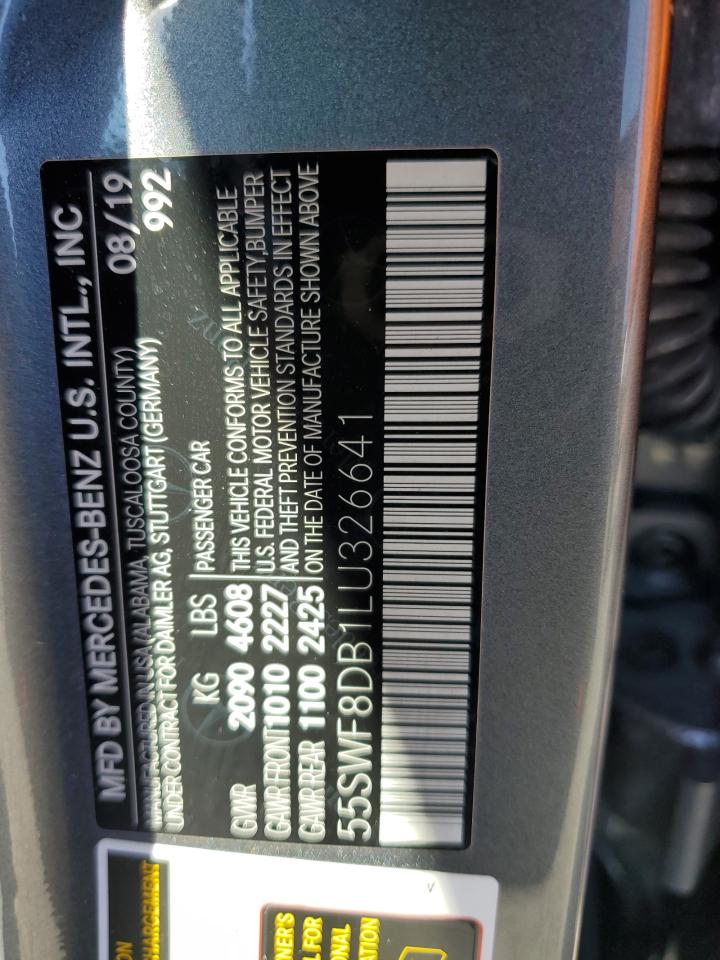 MFD BY MERCEDES-BENZ U.S. INTL., INC
MANUFACTURED IN USA (ALABAMA, TUSCALOOSA COUNTY) 08/19
UNDER CONTRACT FOR DAIMLER AG, STUTTGART (GERMANY) 992
KG LBS PASSENGER CAR
GVWR 2090 4608 THIS VEHICLE CONFORMS TO ALL APPLICABLE
GAWR FRONT 1010 2227 U.S. FEDERAL MOTOR VEHICLE SAFETY, BUMPER
AND THEFT PREVENTION STANDARDS IN EFFECT
GAWR REAR 1100 2425 ON THE DATE OF MANUFACTURE SHOWN ABOVE
55SWF8DB1LU326641